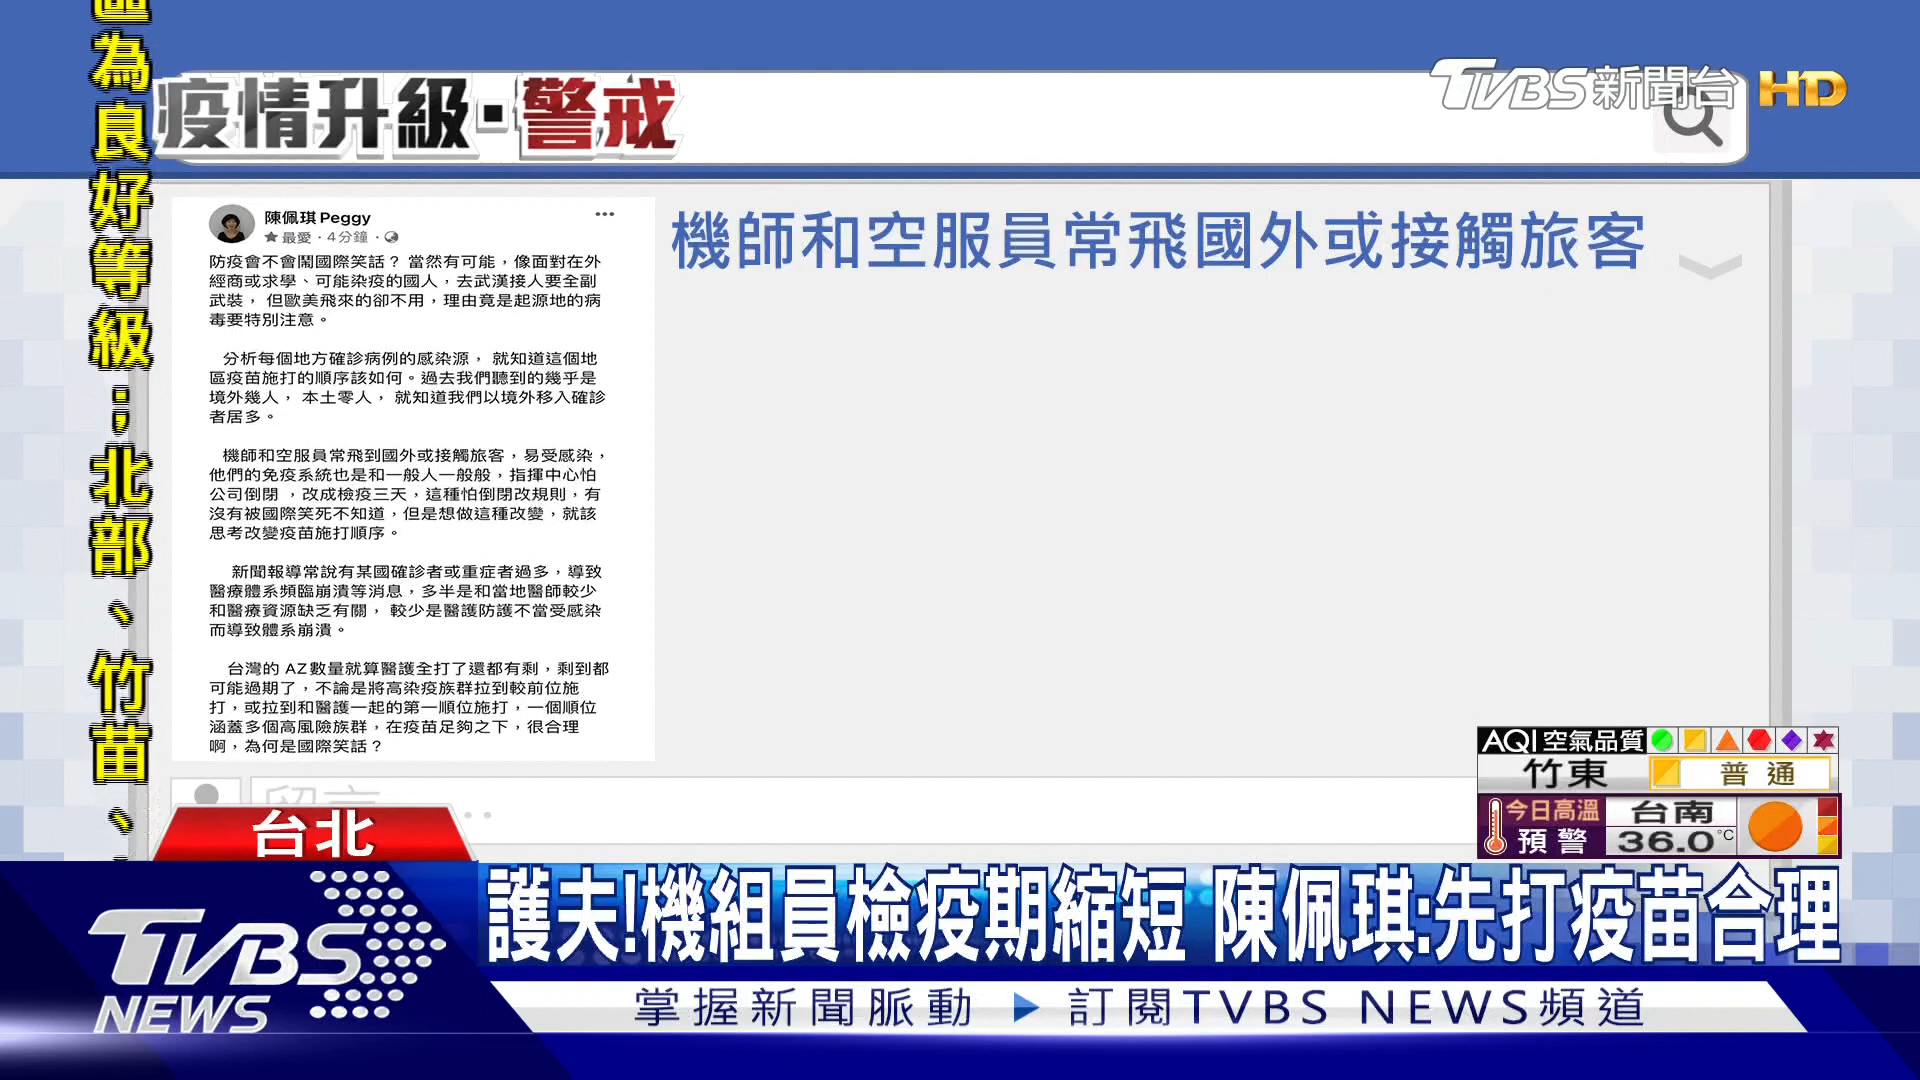 區為良好等級;北部、竹苗、
疫情升級·警戒
TVBS新聞台 HD
陳佩琪 Peggy
最愛·4分鐘·
防疫會不會鬧國際笑話? 當然有可能,像面對在外
經商或求學、可能染疫的國人,去武漢接人要全副
武裝, 但歐美飛來的卻不用,理由竟是起源地的病
毒要特別注意。
分析每個地方確診病例的感染源, 就知道這個地
區疫苗施打的順序該如何。過去我們聽到的幾乎是
境外幾人, 本土零人, 就知道我們以境外移入確診
者居多。
機師和空服員常飛到國外或接觸旅客,易受感染,
他們的免疫系統也是和一般人一般般,指揮中心怕
公司倒閉 ,改成檢疫三天,這種怕倒閉改規則,有
沒有被國際笑死不知道,但是想做這種改變,就該
思考改變疫苗施打順序。
新聞報導常說有某國確診者或重症者過多,導致
醫療體系頻臨崩潰等消息,多半是和當地醫師較少
和醫療資源缺乏有關, 較少是醫護防護不當受感染
而導致體系崩潰。
台灣的 AZ數量就算醫護全打了還都有剩,剩到都
可能過期了,不論是將高染疫族群拉到較前位施
打,或拉到和醫護一起的第一順位施打,一個順位
涵蓋多個高風險族群,在疫苗足夠之下,很合理
啊,為何是國際笑話?
機師和空服員常飛國外或接觸旅客
留言
AQI 空氣品質
竹東 普通
今日高溫預警
台南
36.0°C
台北
護夫!機組員檢疫期縮短 陳佩琪:先打疫苗合理
TVBS NEWS
掌握新聞脈動 ▶ 訂閱TVBS NEWS頻道